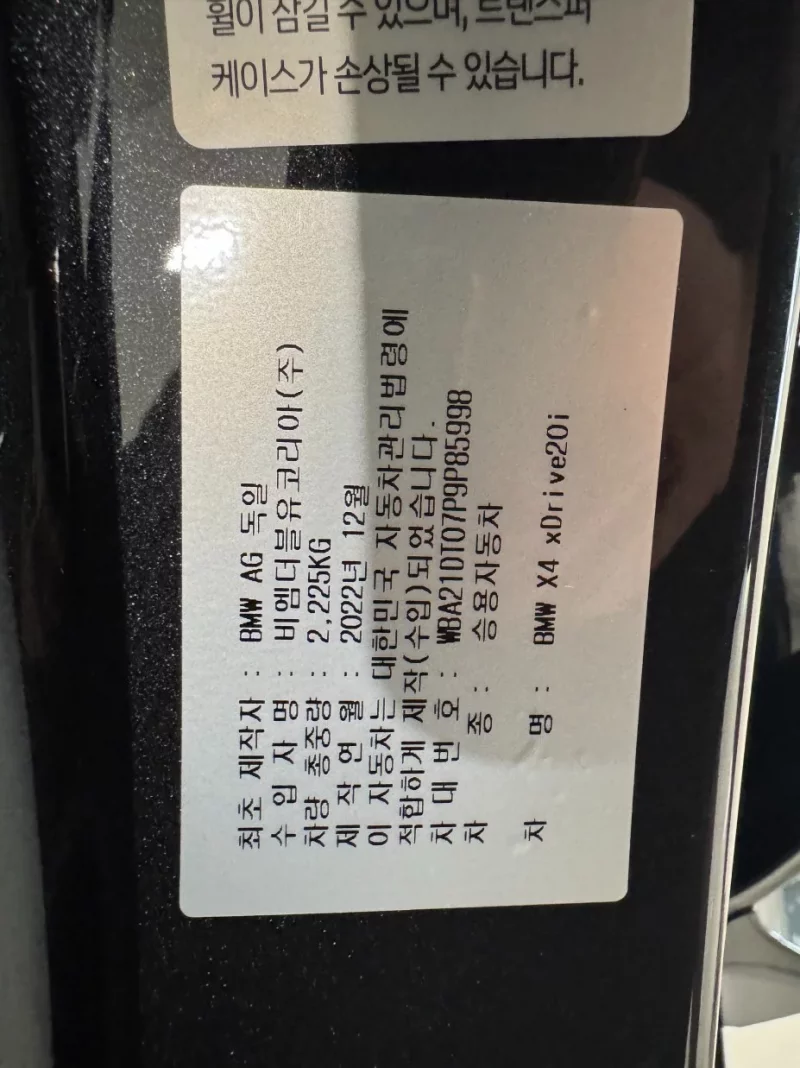 휠이 잠길 수 있으며, 트랜스퍼
케이스가 손상될 수 있습니다.
최초 제작자 : BMW AG 독일
수 입 자 명 : 비엠더블유코리아(주)
차량 총중량 : 2,225KG
제 작 연 월 : 2022년 12월
이 자동차는 대한민국 자동차관리법령에
적합하게 제작(수입)되었습니다.
차 대 번 호 : WBA21DT07P9P85998
차 종 : 승용자동차
차 명 : BMW X4 xDrive20i